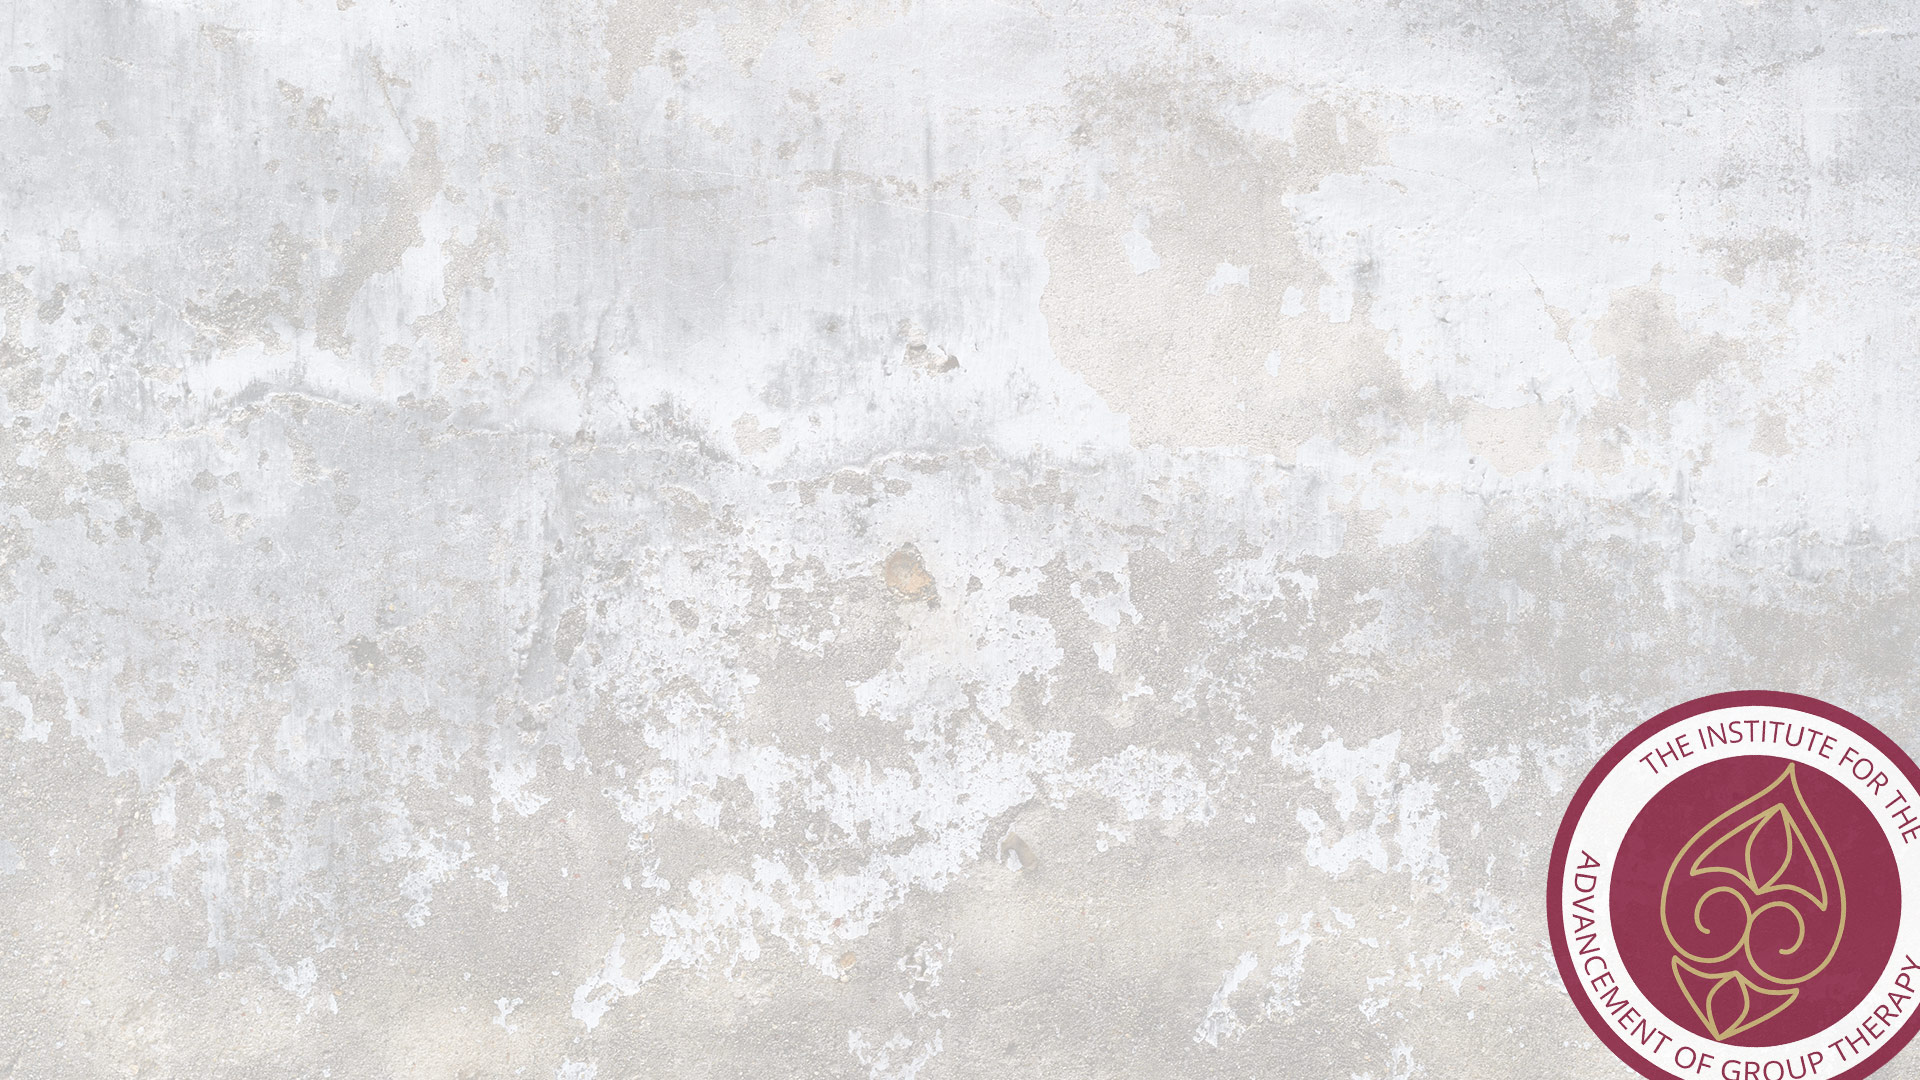 THE INSTITUTE FOR THE
ADVANCEMENT OF GROUP THERAPY